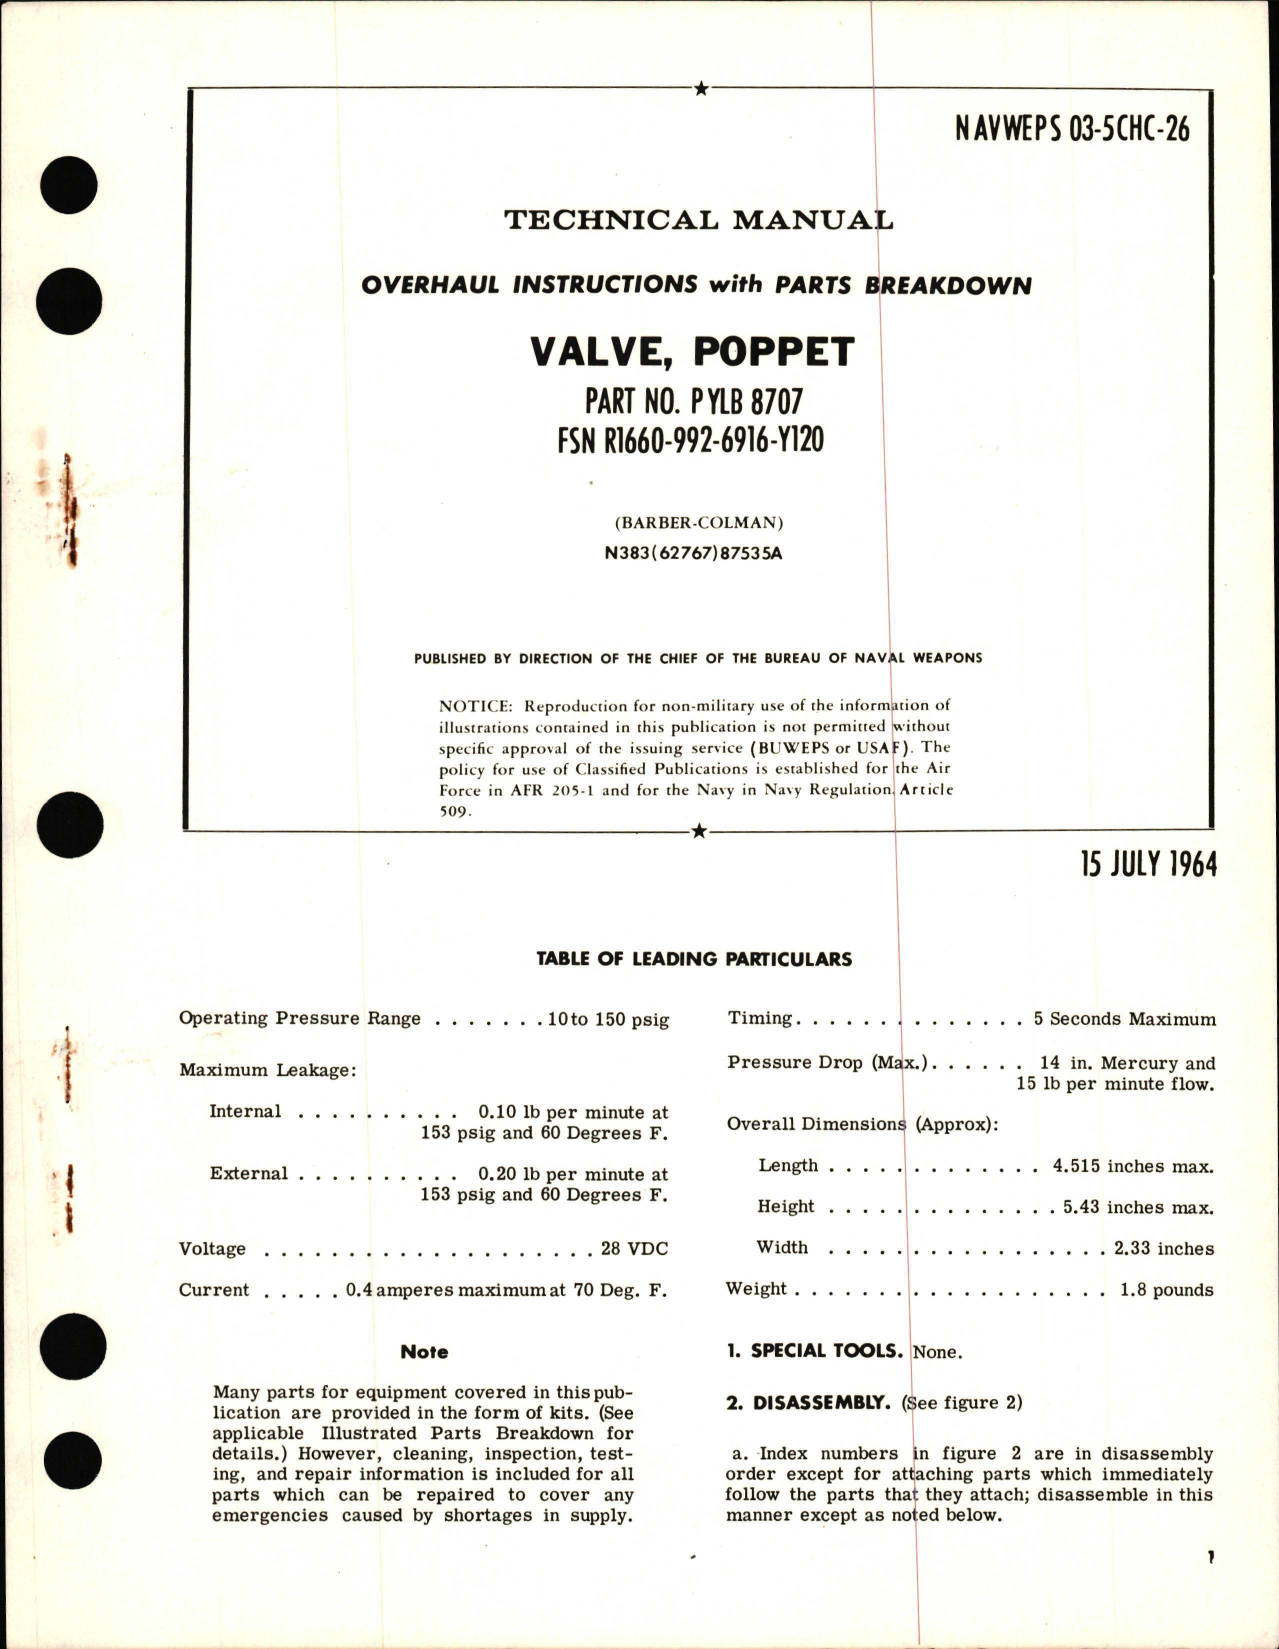 NAVWEPS 03-5CHC-26
TECHNICAL MANUAL
OVERHAUL INSTRUCTIONS with PARTS BREAKDOWN
VALVE, POPPET
PART NO. PYLB 8707
FSN R1660-992-6916-Y120
(BARBER-COLMAN)
N383(62767)87535A
PUBLISHED BY DIRECTION OF THE CHIEF OF THE BUREAU OF NAVAL WEAPONS
NOTICE: Reproduction for non-military use of the information of
illustrations contained in this publication is not permitted without
specific approval of the issuing service (BUWEPS or USAF). The
policy for use of Classified Publications is established for the Air
Force in AFR 205-1 and for the Navy in Navy Regulation, Article
509.
15 JULY 1964
TABLE OF LEADING PARTICULARS
Operating Pressure Range . . . . . . . 10 to 150 psig
Maximum Leakage:
Internal . . . . . . . . . . 0.10 lb per minute at
153 psig and 60 Degrees F.
External . . . . . . . . . . 0.20 lb per minute at
153 psig and 60 Degrees F.
Voltage . . . . . . . . . . . . . . . . . . . . 28 VDC
Current . . . . . 0.4 amperes maximum at 70 Deg. F.
Note
Many parts for equipment covered in this pub-
lication are provided in the form of kits. (See
applicable Illustrated Parts Breakdown for
details.) However, cleaning, inspection, test-
ing, and repair information is included for all
parts which can be repaired to cover any
emergencies caused by shortages in supply.
Timing. . . . . . . . . . . . . . 5 Seconds Maximum
Pressure Drop (Max.). . . . . . 14 in. Mercury and
15 lb per minute flow.
Overall Dimensions (Approx):
Length . . . . . . . . . . . . . 4.515 inches max.
Height . . . . . . . . . . . . . . 5.43 inches max.
Width . . . . . . . . . . . . . . . . . 2.33 inches
Weight . . . . . . . . . . . . . . . . . . . 1.8 pounds
1. SPECIAL TOOLS. None.
2. DISASSEMBLY. (See figure 2)
a. Index numbers in figure 2 are in disassembly
order except for attaching parts which immediately
follow the parts that they attach; disassemble in this
manner except as noted below.
1